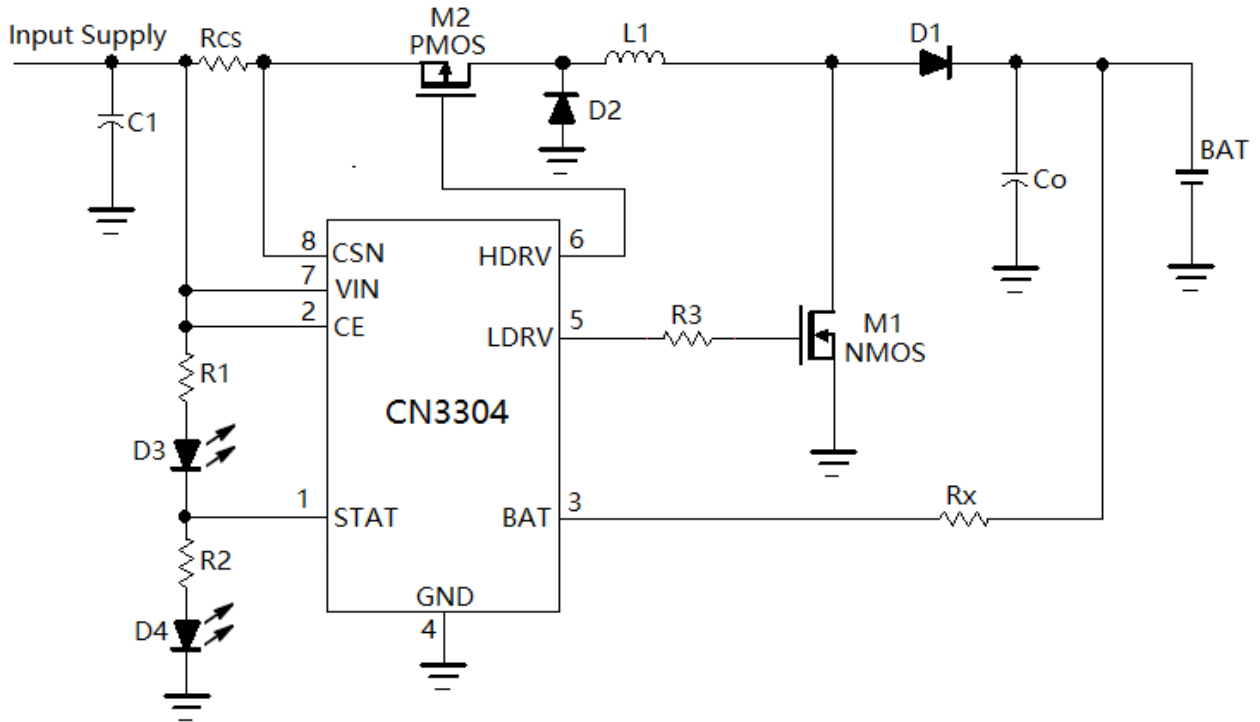 Input Supply
Rcs
M2
PMOS
L1
D1
C1
D2
Co
BAT
8
CSN
6
HDRV
7
VIN
2
CE
5
LDRV
R3
M1
NMOS
R1
CN3304
D3
1
STAT
3
BAT
Rx
R2
GND
4
D4